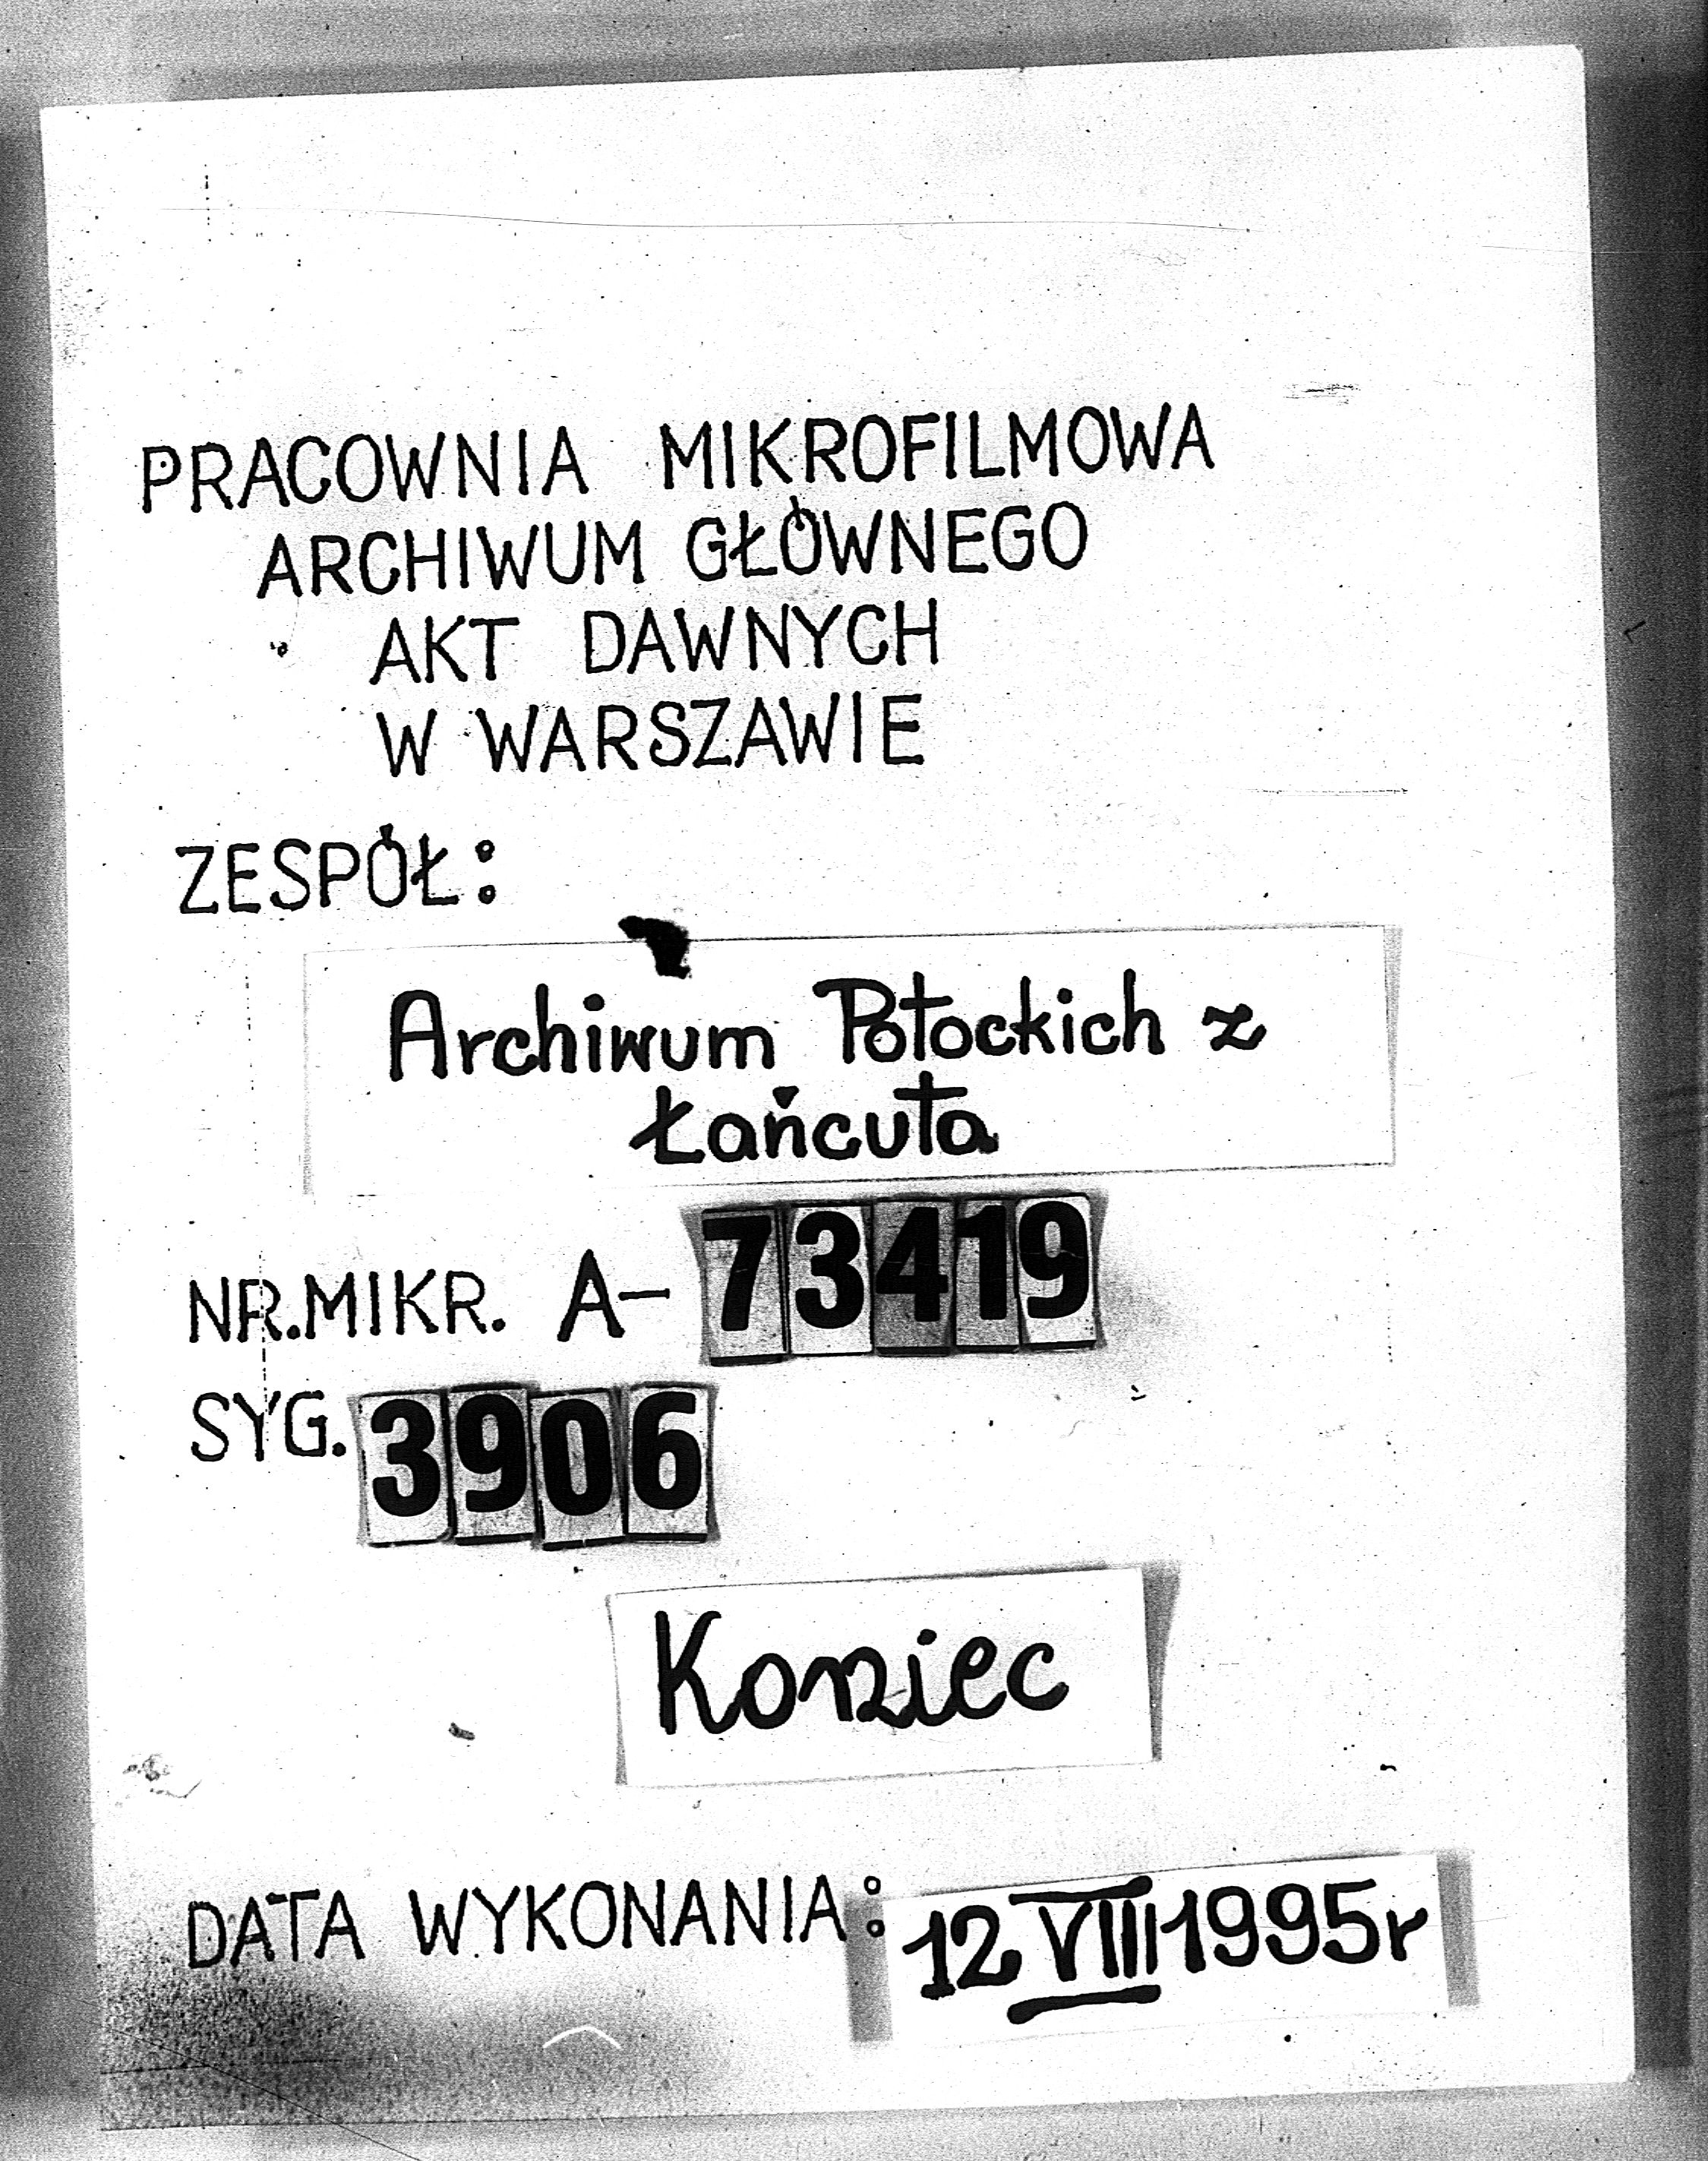 PRACOWNIA MIKROFILMOWA
ARCHIWUM GŁÓWNEGO
AKT DAWNYCH
W WARSZAWIE
ZESPÓŁ:
Archiwum Potockich z
Łańcuta
NR.MIKR. A- 73419
SYG. 3906
Koniec
DATA WYKONANIA: 12 VIII 1995r